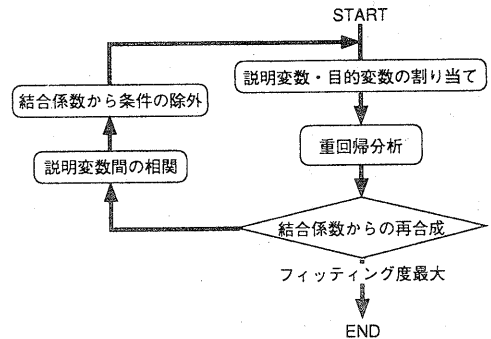 START
説明変数・目的変数の割り当て
重回帰分析
結合係数からの再合成
フィッティング度最大
END
説明変数間の相関
結合係数から条件の除外